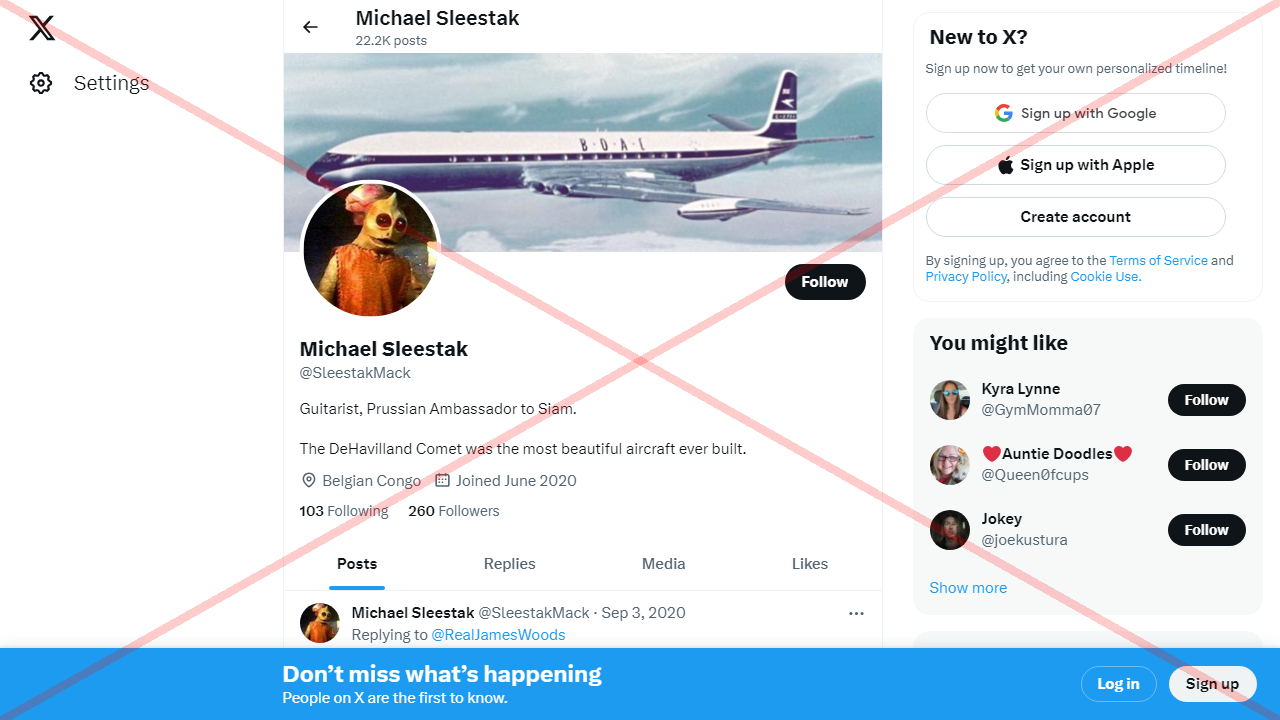 Settings
Michael Sleestak
22.2K posts
B·O·A·C
Follow
Michael Sleestak
@SleestakMack
Guitarist, Prussian Ambassador to Siam.
The DeHavilland Comet was the most beautiful aircraft ever built.
Belgian Congo Joined June 2020
103 Following 260 Followers
Posts Replies Media Likes
Michael Sleestak @SleestakMack · Sep 3, 2020
Replying to @RealJamesWoods
New to X?
Sign up now to get your own personalized timeline!
Sign up with Google
Sign up with Apple
Create account
By signing up, you agree to the Terms of Service and
Privacy Policy, including Cookie Use.
You might like
Kyra Lynne
@GymMomma07
Follow
❤️Auntie Doodles❤️
@Queen0fcups
Follow
Jokey
@joekustura
Follow
Show more
Don’t miss what’s happening
People on X are the first to know.
Log in
Sign up